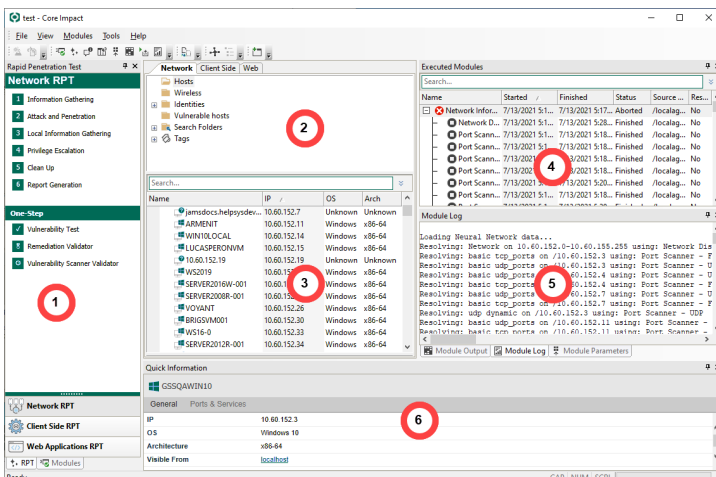 test - Core Impact
File View Modules Tools Help
Rapid Penetration Test
Network RPT
1 Information Gathering
2 Attack and Penetration
3 Local Information Gathering
4 Privilege Escalation
5 Clean Up
6 Report Generation
One-Step
Vulnerability Test
Remediation Validator
Vulnerability Scanner Validator
1
Network RPT
Client Side RPT
Web Applications RPT
RPT Modules
Network Client Side Web
Hosts
Wireless
Identities
Vulnerable hosts
Search Folders
Tags
2
Search...
Name IP / OS Arch
jamsdocs.helpsysdev... 10.60.152.7 Unknown Unknown
ARMENIT 10.60.152.11 Windows x86-64
WIN10LOCAL 10.60.152.14 Windows x86-64
LUCASPERONVM 10.60.152.15 Windows x86-64
10.60.152.19 10.60.152.19 Unknown Unknown
WS2019 10.60.15 Windows x86-64
SERVER2016W-001 10.60.152 Windows x86-64
SERVER2008R-001 10.60.15 Windows x86-64
VOYANT 10.60.152.26 Windows x86-64
BRIGSVM001 10.60.152.30 Windows x86-64
WS16-0 10.60.152.33 Windows x86-64
SERVER2012R-001 10.60.152.34 Windows x86-64
3
Executed Modules
Search...
Name Started / Finished Status Source ... Res...
Network Infor... 7/13/2021 5:1... 7/13/2021 5:17... Aborted /localag... No
Network D... 7/13/2021 5:1... 7/13/2021 5:28... Finished /localag... No
Port Scann... 7/13/2021 5:1... 7/13/2021 5:18... Finished /localag... No
Port Scann... 7/13/2021 5:1... 7/13/2021 5:18... Finished /localag... No
Port Scann... 7/13/2021 5:18... Finished /localag... No
Port Scann... 7/13/2021 5:18... Finished /localag... No
Port Scann... 7/13/2021 5:20... Finished /localag... No
Port Scann... 7/13/2021 5:1... 7/13/2021 5:18... Finished /localag... No
4
Module Log
Loading Neural Network data...
Resolving: Network on 10.60.152.0-10.60.155.255 using: Network Dis
Resolving: basic tcp_ports on /10.60.152.3 using: Port Scanner - F
Resolving: basic udp_ports on /10.60.152.3 using: Port Scanner - U
Resolving: basic tcp_ports on /10.60.152.4 using: Port Scanner - F
Resolving: basic udp_ports on /10.60.152.7 using: Port Scanner - U
Resolving: basic tcp_ports on /10.60.152.7 using: Port Scanner - F
Resolving: udp dynamic on /10.60.152.3 using: Port Scanner - UDP
Resolving: basic udp_ports on /10.60.152.11 using: Port Scanner -
Resolving: basic tcp_ports on /10.60.152.11 using: Port Scanner
5
Module Output Module Log Module Parameters
Quick Information
GSSQAWIN10
General Ports & Services
IP 10.60.152.3
OS Windows 10
Architecture x86-64
Visible From localhost
6